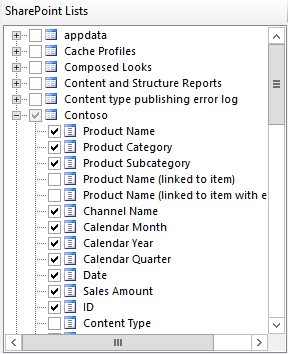 SharePoint Lists
appdata
Cache Profiles
Composed Looks
Content and Structure Reports
Content type publishing error log
Contoso
Product Name
Product Category
Product Subcategory
Product Name (linked to item)
Product Name (linked to item with e
Channel Name
Calendar Month
Calendar Year
Calendar Quarter
Date
Sales Amount
ID
Content Type